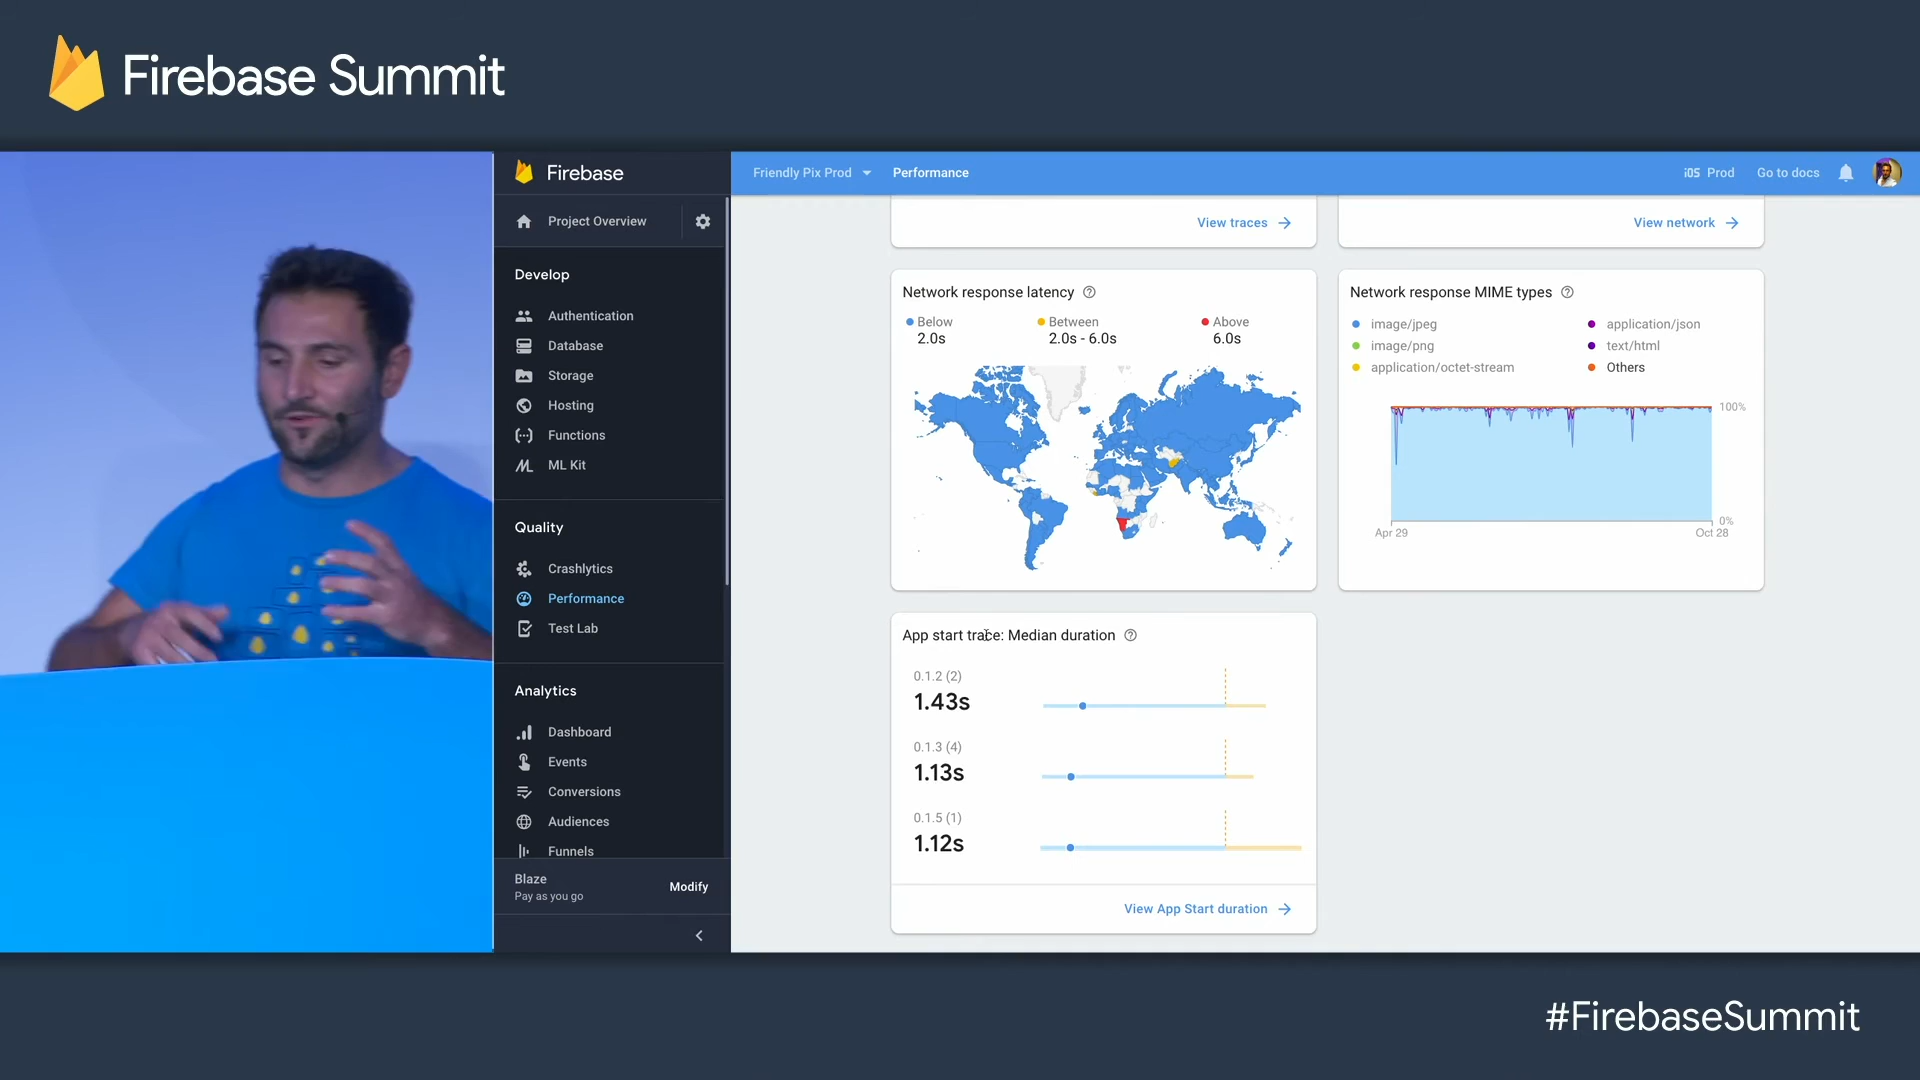 Firebase Summit
Firebase
Project Overview
Develop
Authentication
Database
Storage
Hosting
Functions
ML Kit
Quality
Crashlytics
Performance
Test Lab
Analytics
Dashboard
Events
Conversions
Audiences
Funnels
Blaze
Pay as you go
Modify
Friendly Pix Prod
Performance
iOS Prod
Go to docs
View traces
View network
Network response latency
Below
2.0s
Between
2.0s - 6.0s
Above
6.0s
Network response MIME types
image/jpeg
image/png
application/octet-stream
application/json
text/html
Others
100%
0%
Apr 29
Oct 28
App start trace: Median duration
0.1.2 (2)
1.43s
0.1.3 (4)
1.13s
0.1.5 (1)
1.12s
View App Start duration
#FirebaseSummit